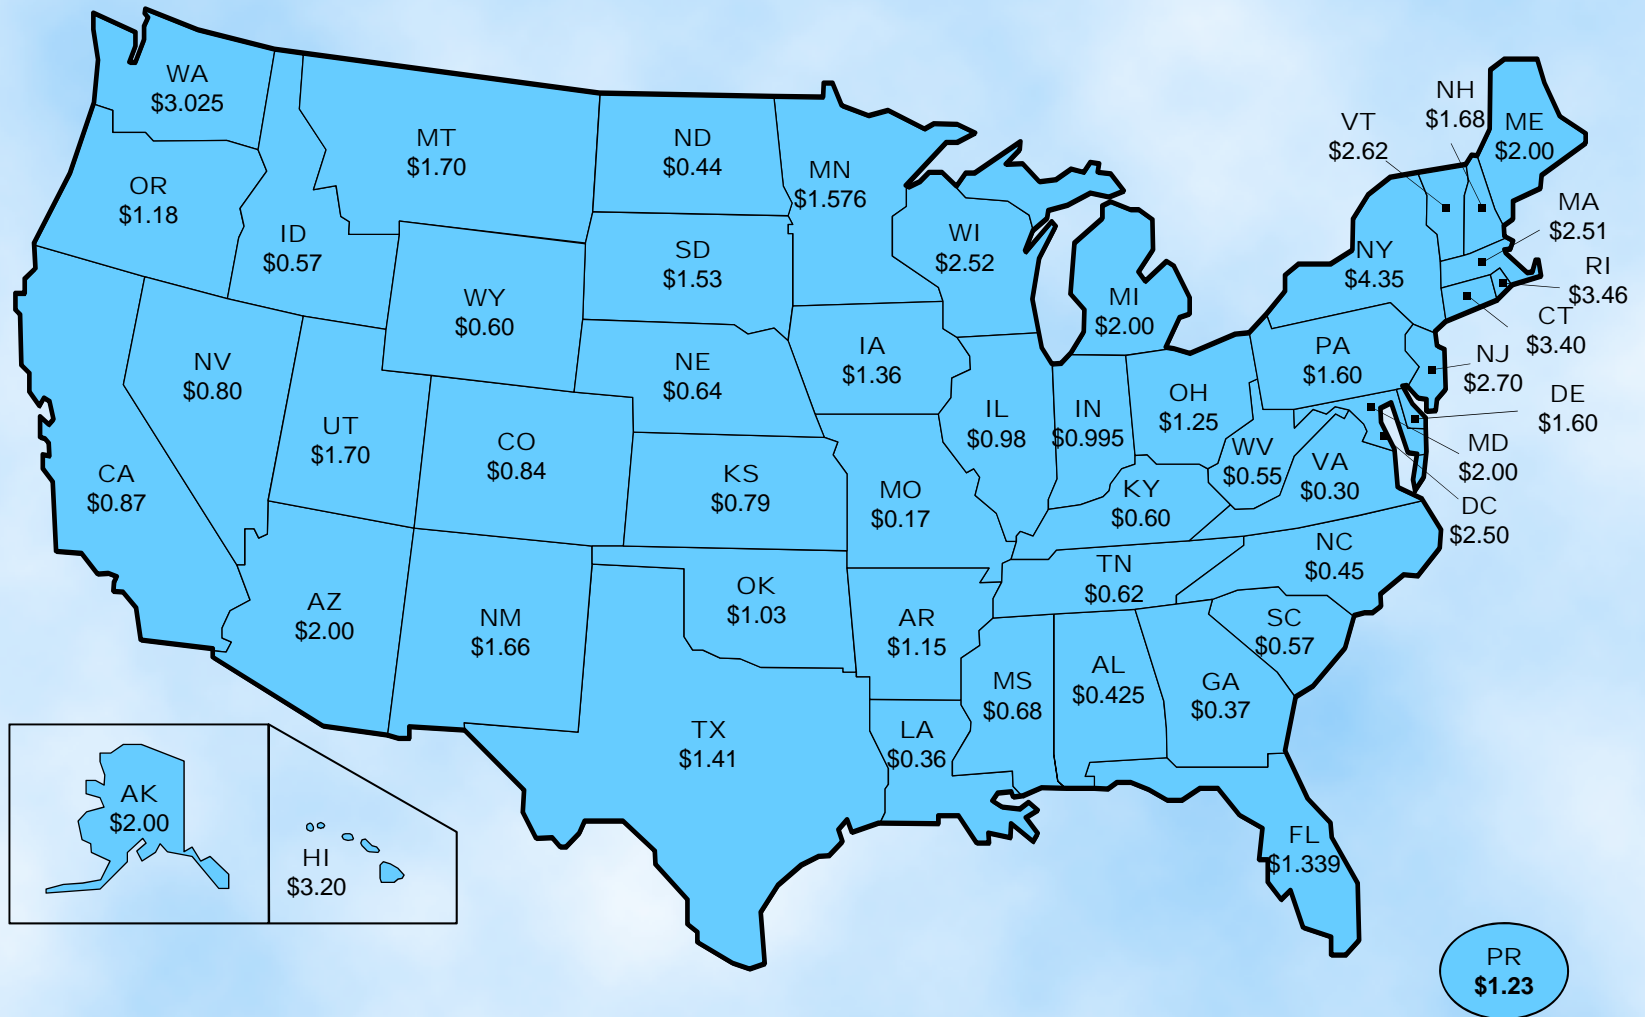 WA
$3.025
OR
$1.18
CA
$0.87
NV
$0.80
ID
$0.57
MT
$1.70
WY
$0.60
UT
$1.70
CO
$0.84
AZ
$2.00
NM
$1.66
ND
$0.44
SD
$1.53
NE
$0.64
KS
$0.79
OK
$1.03
TX
$1.41
MN
$1.576
IA
$1.36
MO
$0.17
AR
$1.15
LA
$0.36
WI
$2.52
IL
$0.98
MI
$2.00
IN
$0.995
OH
$1.25
KY
$0.60
TN
$0.62
MS
$0.68
AL
$0.425
GA
$0.37
FL
$1.339
SC
$0.57
NC
$0.45
VA
$0.30
WV
$0.55
PA
$1.60
NY
$4.35
VT
$2.62
NH
$1.68
ME
$2.00
MA
$2.51
RI
$3.46
CT
$3.40
NJ
$2.70
DE
$1.60
MD
$2.00
DC
$2.50
AK
$2.00
HI
$3.20
PR
$1.23